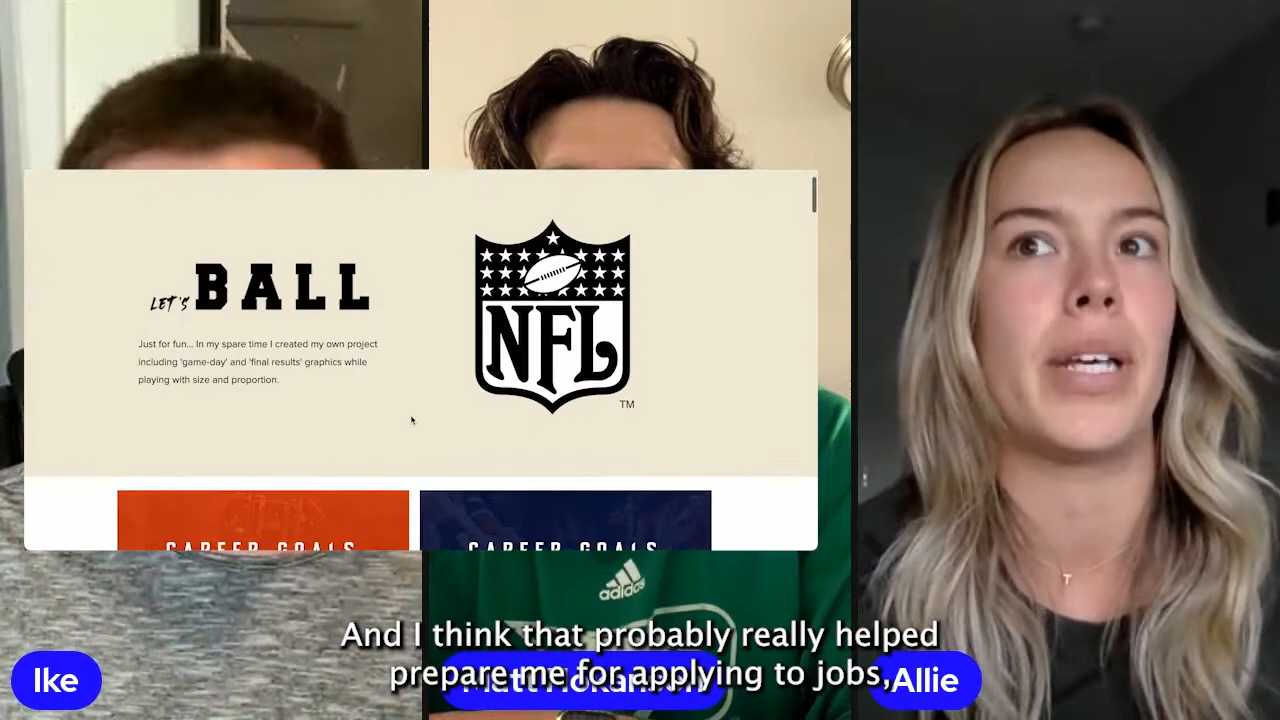 LET'S BALL
Just for fun... In my spare time I created my own project
including 'game-day' and 'final results' graphics while
playing with size and proportion.
NFL
TM
CAREER GOALS
CAREER GOALS
adidas
And I think that probably really helped
prepare me for applying to jobs,
Ike
Matt
Allie
T